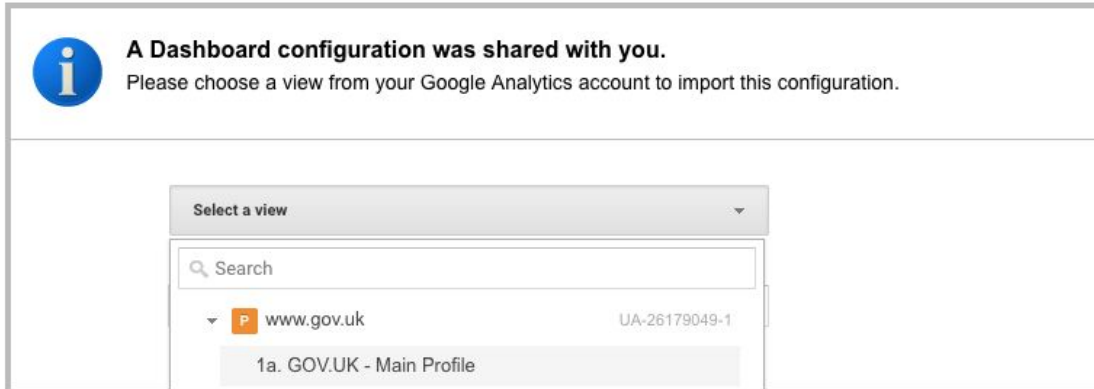 A Dashboard configuration was shared with you.
Please choose a view from your Google Analytics account to import this configuration.
Select a view
Search
P www.gov.uk UA-26179049-1
1a. GOV.UK - Main Profile